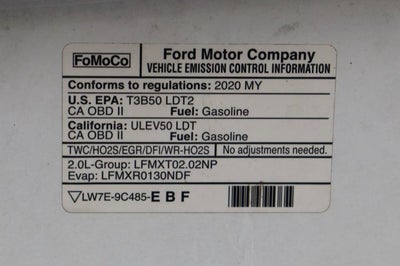 FoMoCo Ford Motor Company
VEHICLE EMISSION CONTROL INFORMATION
Conforms to regulations: 2020 MY
U.S. EPA: T3B50 LDT2
CA OBD II Fuel: Gasoline
California: ULEV50 LDT
CA OBD II Fuel: Gasoline
TWC/HO2S/EGR/DFI/WR-HO2S No adjustments needed.
2.0L-Group: LFMXT02.02NP
Evap: LFMXR0130NDF
▽LW7E-9C485-E B F